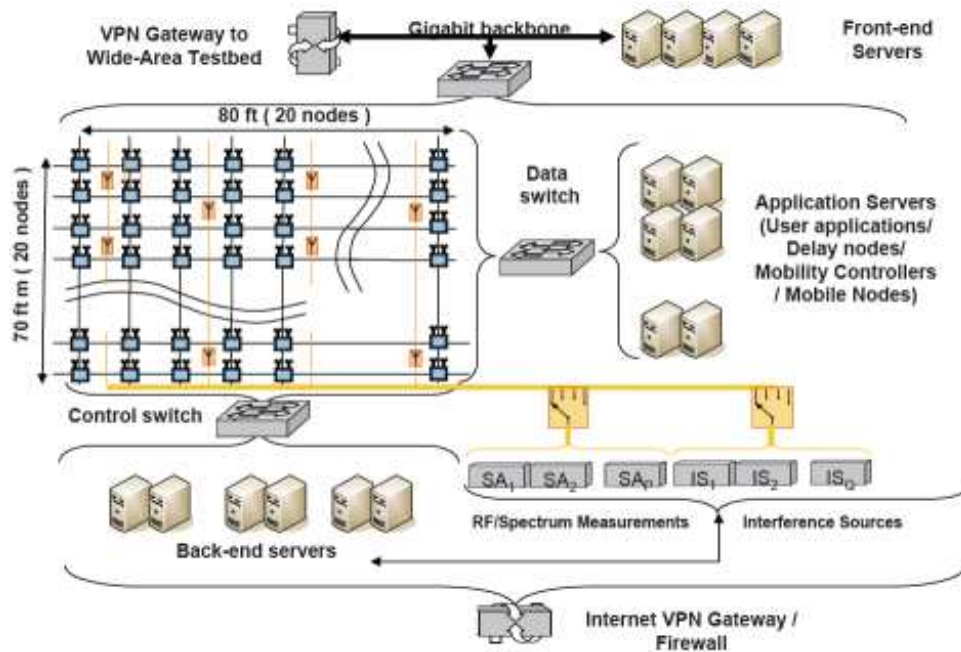 VPN Gateway to
Wide-Area Testbed
Gigabit backbone
Front-end
Servers
80 ft ( 20 nodes )
70 ft m ( 20 nodes )
Data
switch
Application Servers
(User applications/
Delay nodes/
Mobility Controllers
/ Mobile Nodes)
Control switch
SA1
SA2
SAP
IS1
IS2
ISQ
RF/Spectrum Measurements
Interference Sources
Back-end servers
Internet VPN Gateway /
Firewall